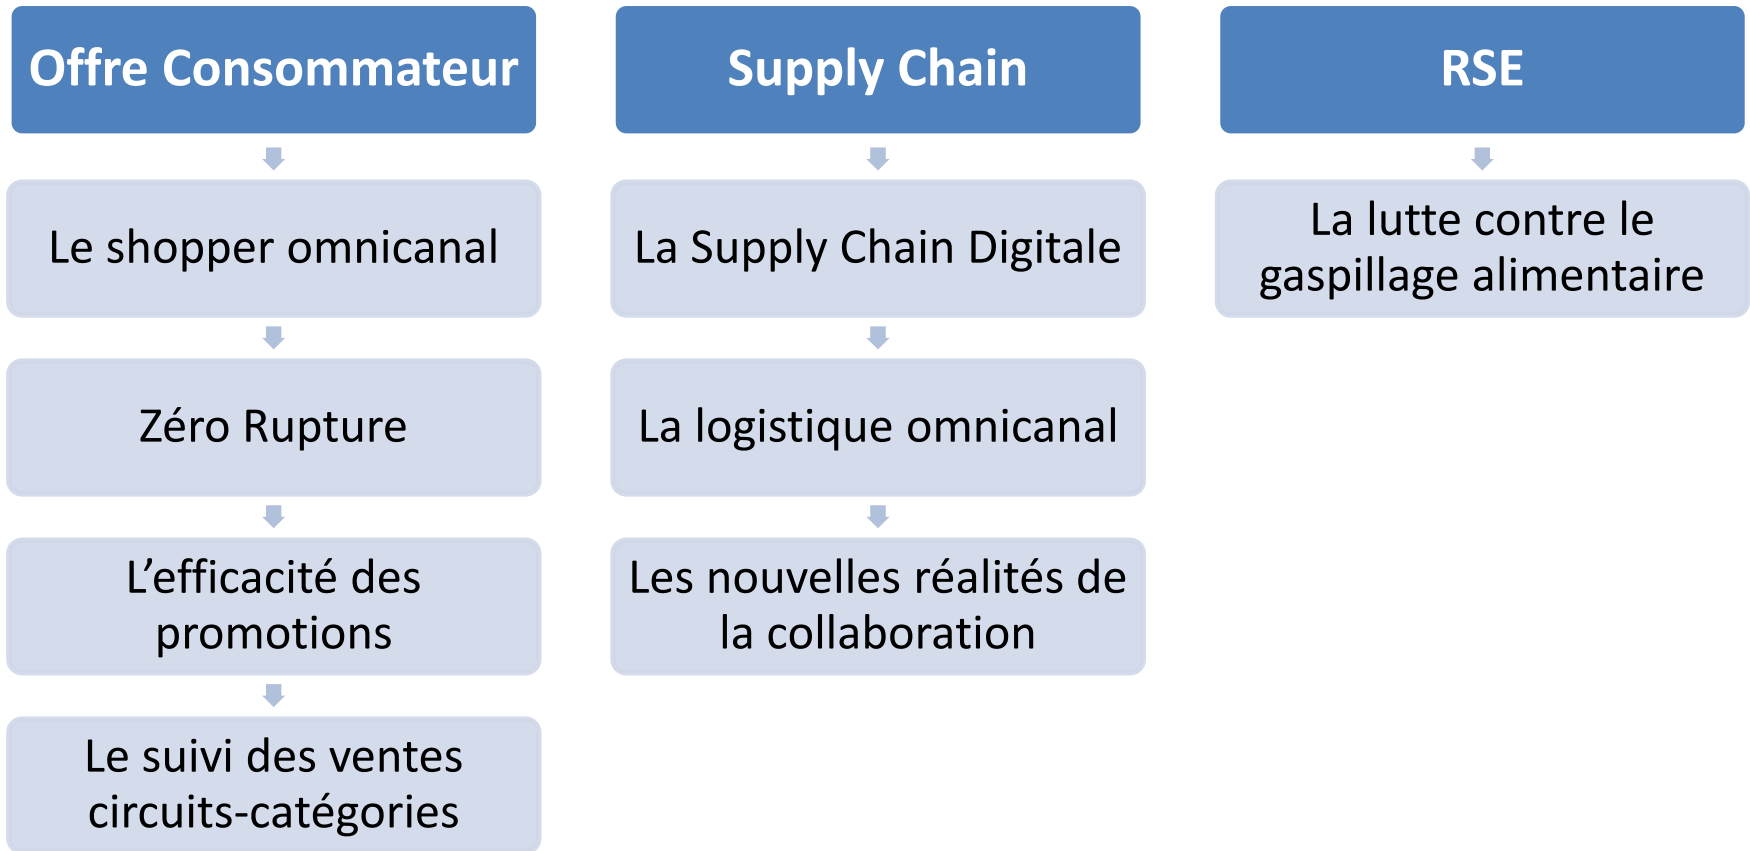 Offre Consommateur
Le shopper omnicanal
Zéro Rupture
L’efficacité des
promotions
Le suivi des ventes
circuits-catégories
Supply Chain
La Supply Chain Digitale
La logistique omnicanal
Les nouvelles réalités de
la collaboration
RSE
La lutte contre le
gaspillage alimentaire